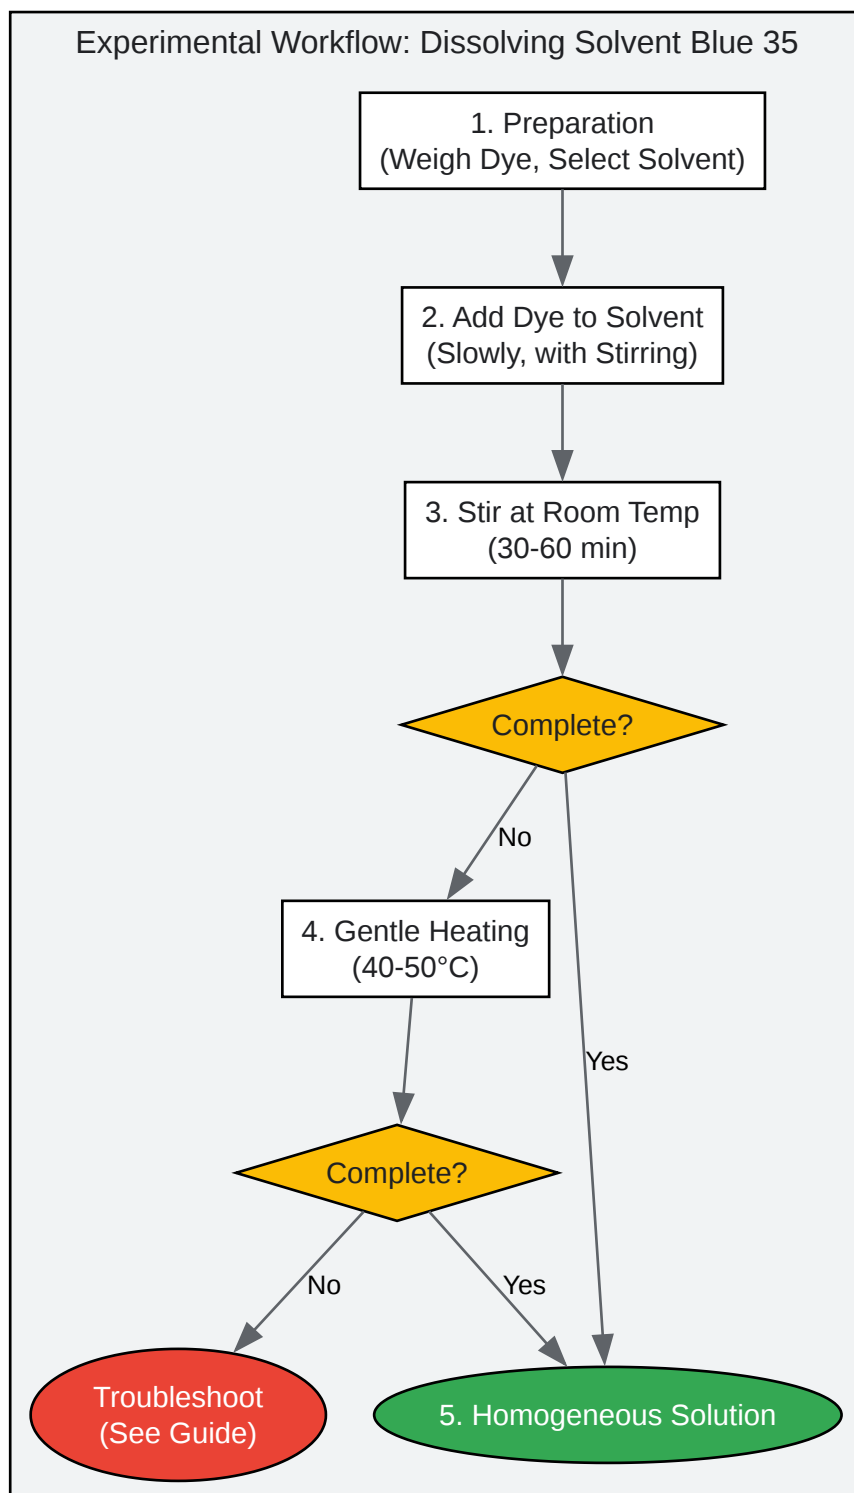 Experimental Workflow: Dissolving Solvent Blue 35
1. Preparation
(Weigh Dye, Select Solvent)
2. Add Dye to Solvent
(Slowly, with Stirring)
3. Stir at Room Temp
(30-60 min)
Complete?
No
4. Gentle Heating
(40-50°C)
Yes
Complete?
No
Yes
Troubleshoot
(See Guide)
5. Homogeneous Solution